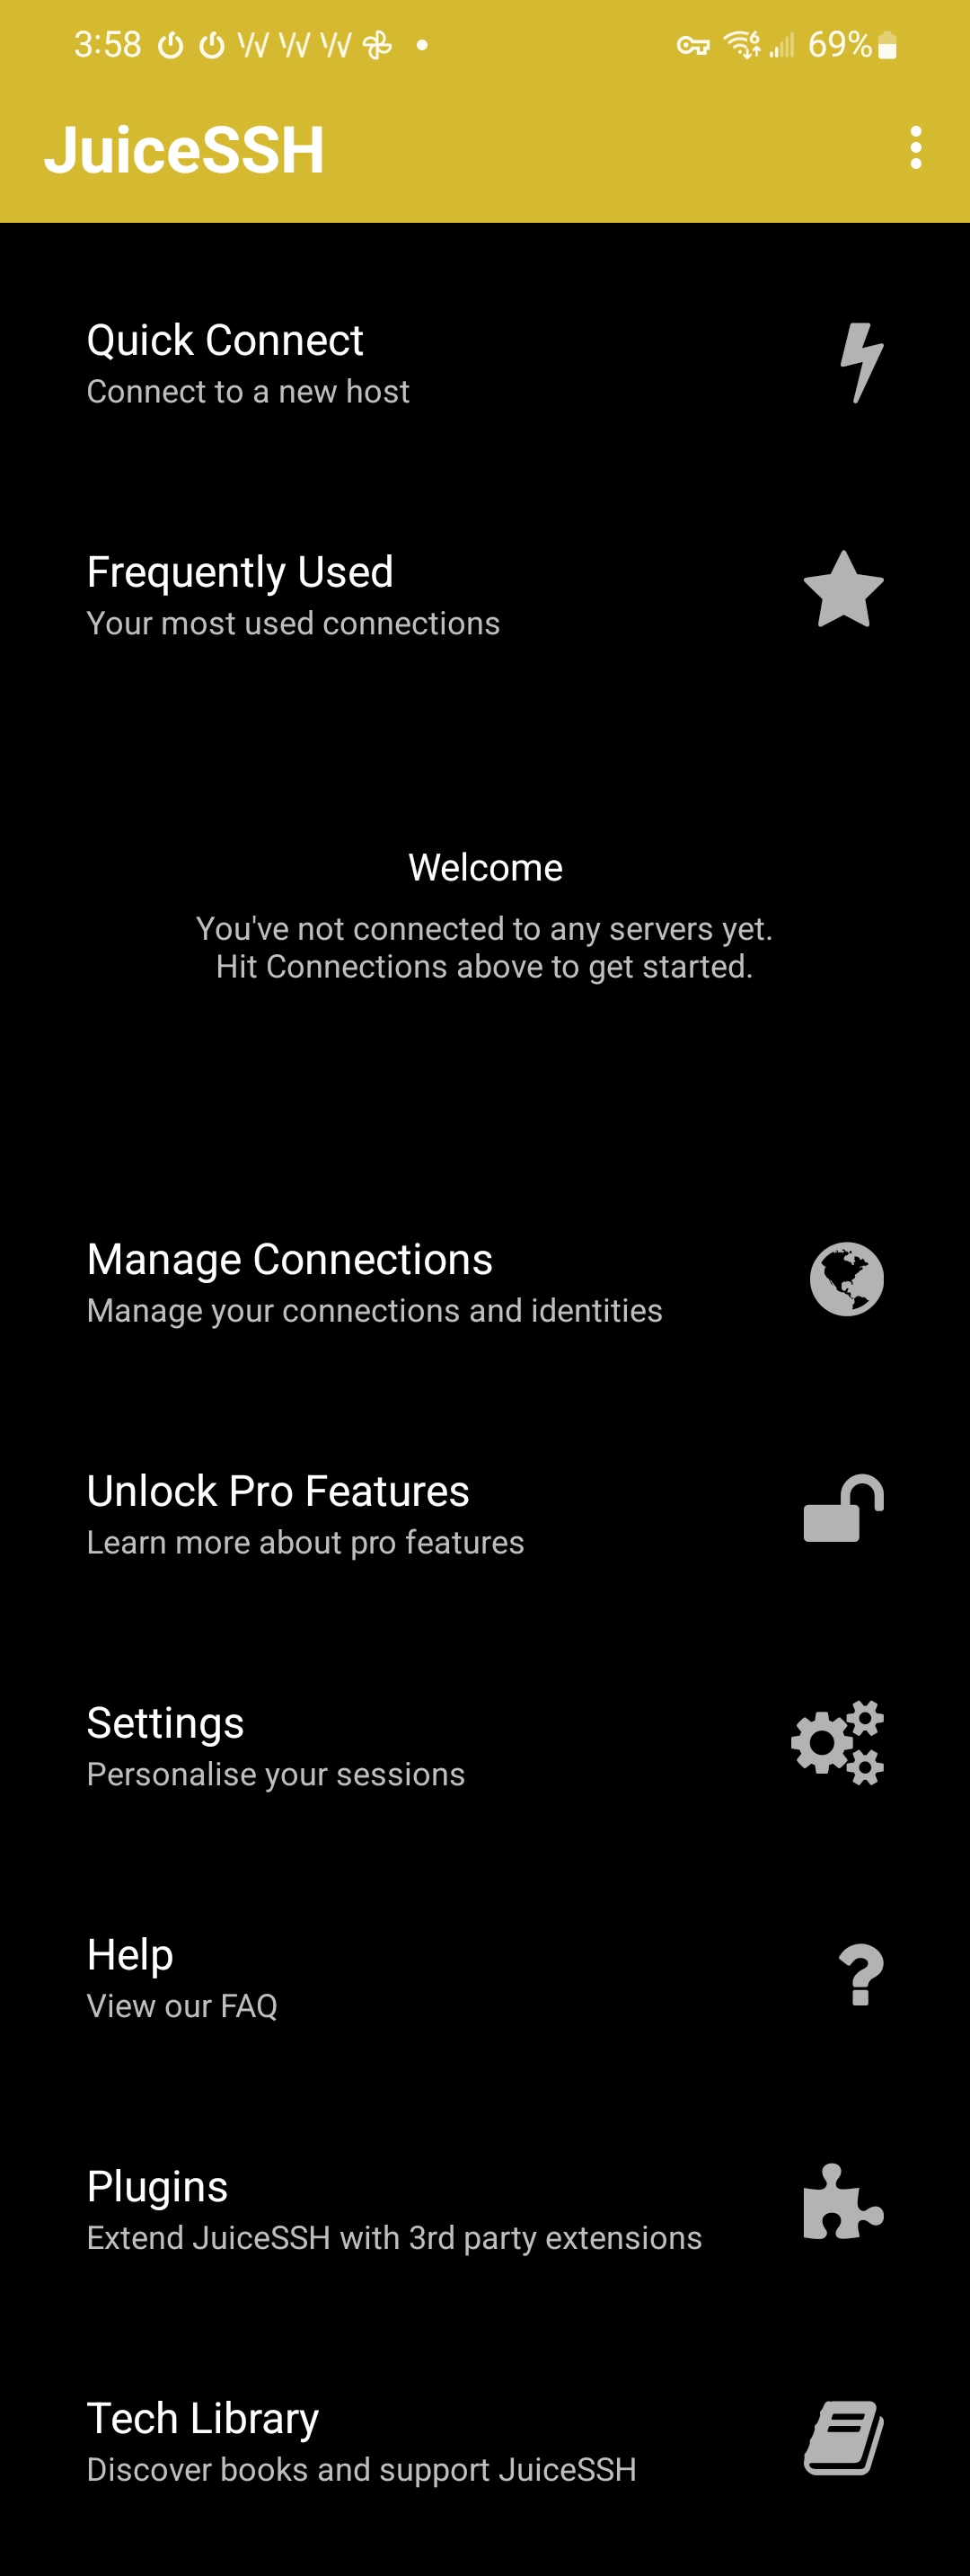 3:58
69%
JuiceSSH
Quick Connect
Connect to a new host
Frequently Used
Your most used connections
Welcome
You've not connected to any servers yet.
Hit Connections above to get started.
Manage Connections
Manage your connections and identities
Unlock Pro Features
Learn more about pro features
Settings
Personalise your sessions
Help
View our FAQ
Plugins
Extend JuiceSSH with 3rd party extensions
Tech Library
Discover books and support JuiceSSH